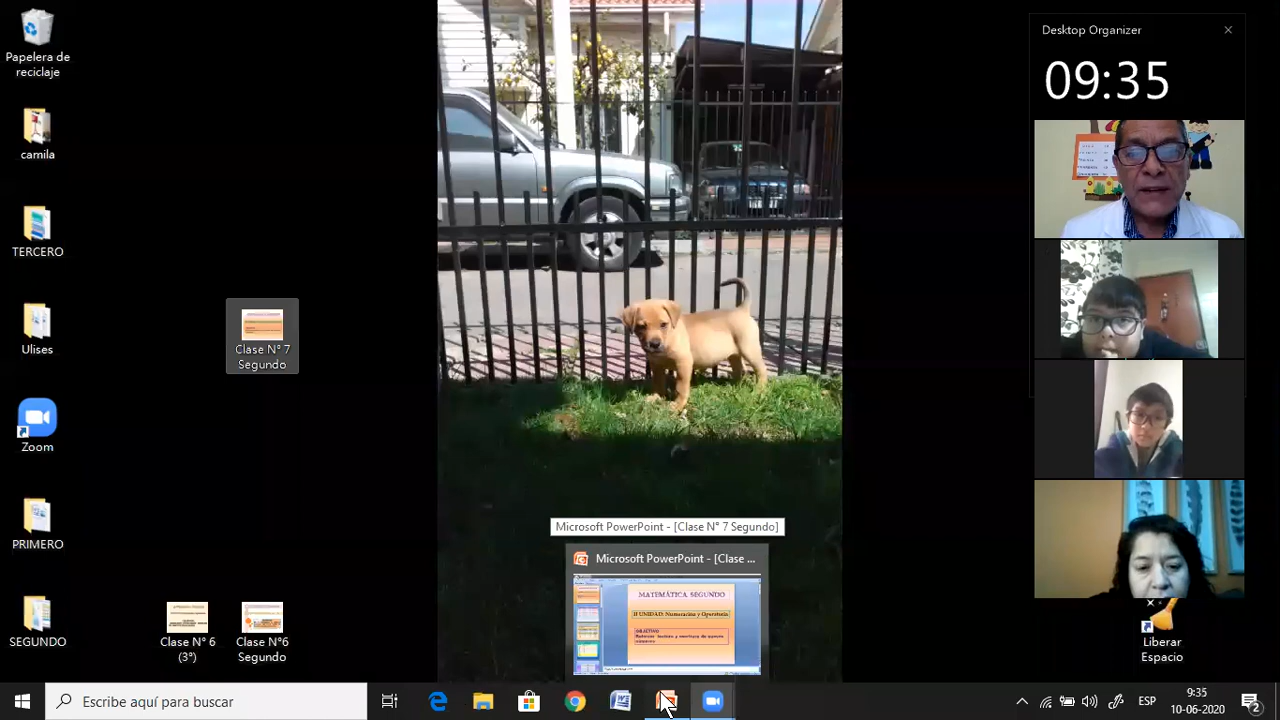 Papelera de
reciclaje
camila
TERCERO
Ulises
Zoom
PRIMERO
SEGUNDO
Clase N° 7
Segundo
Clase N° 6
(3°)
Clase N°6
Segundo
Microsoft PowerPoint - [Clase N° 7 Segundo]
Microsoft PowerPoint - [Clase ...
MATEMÁTICA SEGUNDO
II UNIDAD: Numeración y Operatoria
OBJETIVO
Desktop Organizer
09:35
Liberar
Espacio
Escribe aquí para buscar
SP
9:35
10-06-2020
2